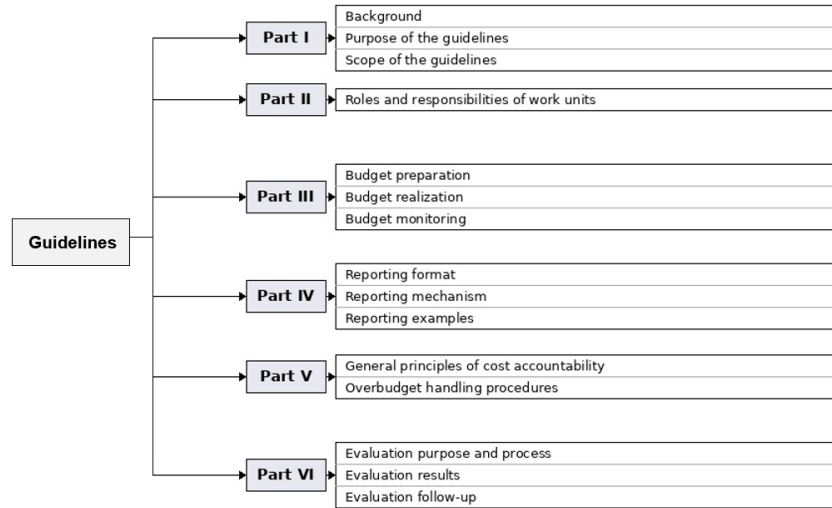 Guidelines
Part I
Background
Purpose of the guidelines
Scope of the guidelines
Part II
Roles and responsibilities of work units
Part III
Budget preparation
Budget realization
Budget monitoring
Part IV
Reporting format
Reporting mechanism
Reporting examples
Part V
General principles of cost accountability
Overbudget handling procedures
Part VI
Evaluation purpose and process
Evaluation results
Evaluation follow-up